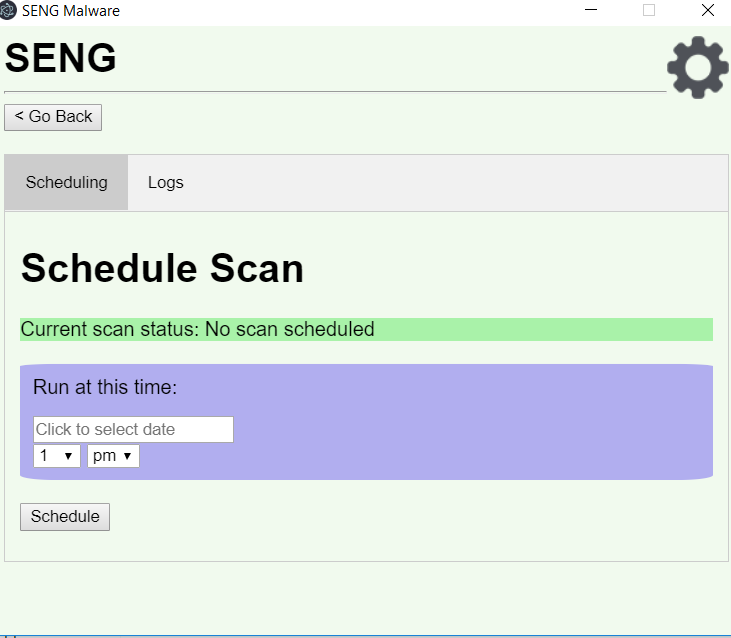 SENG Malware
SENG
< Go Back
Scheduling Logs
Schedule Scan
Current scan status: No scan scheduled
Run at this time:
Click to select date
1 pm
Schedule